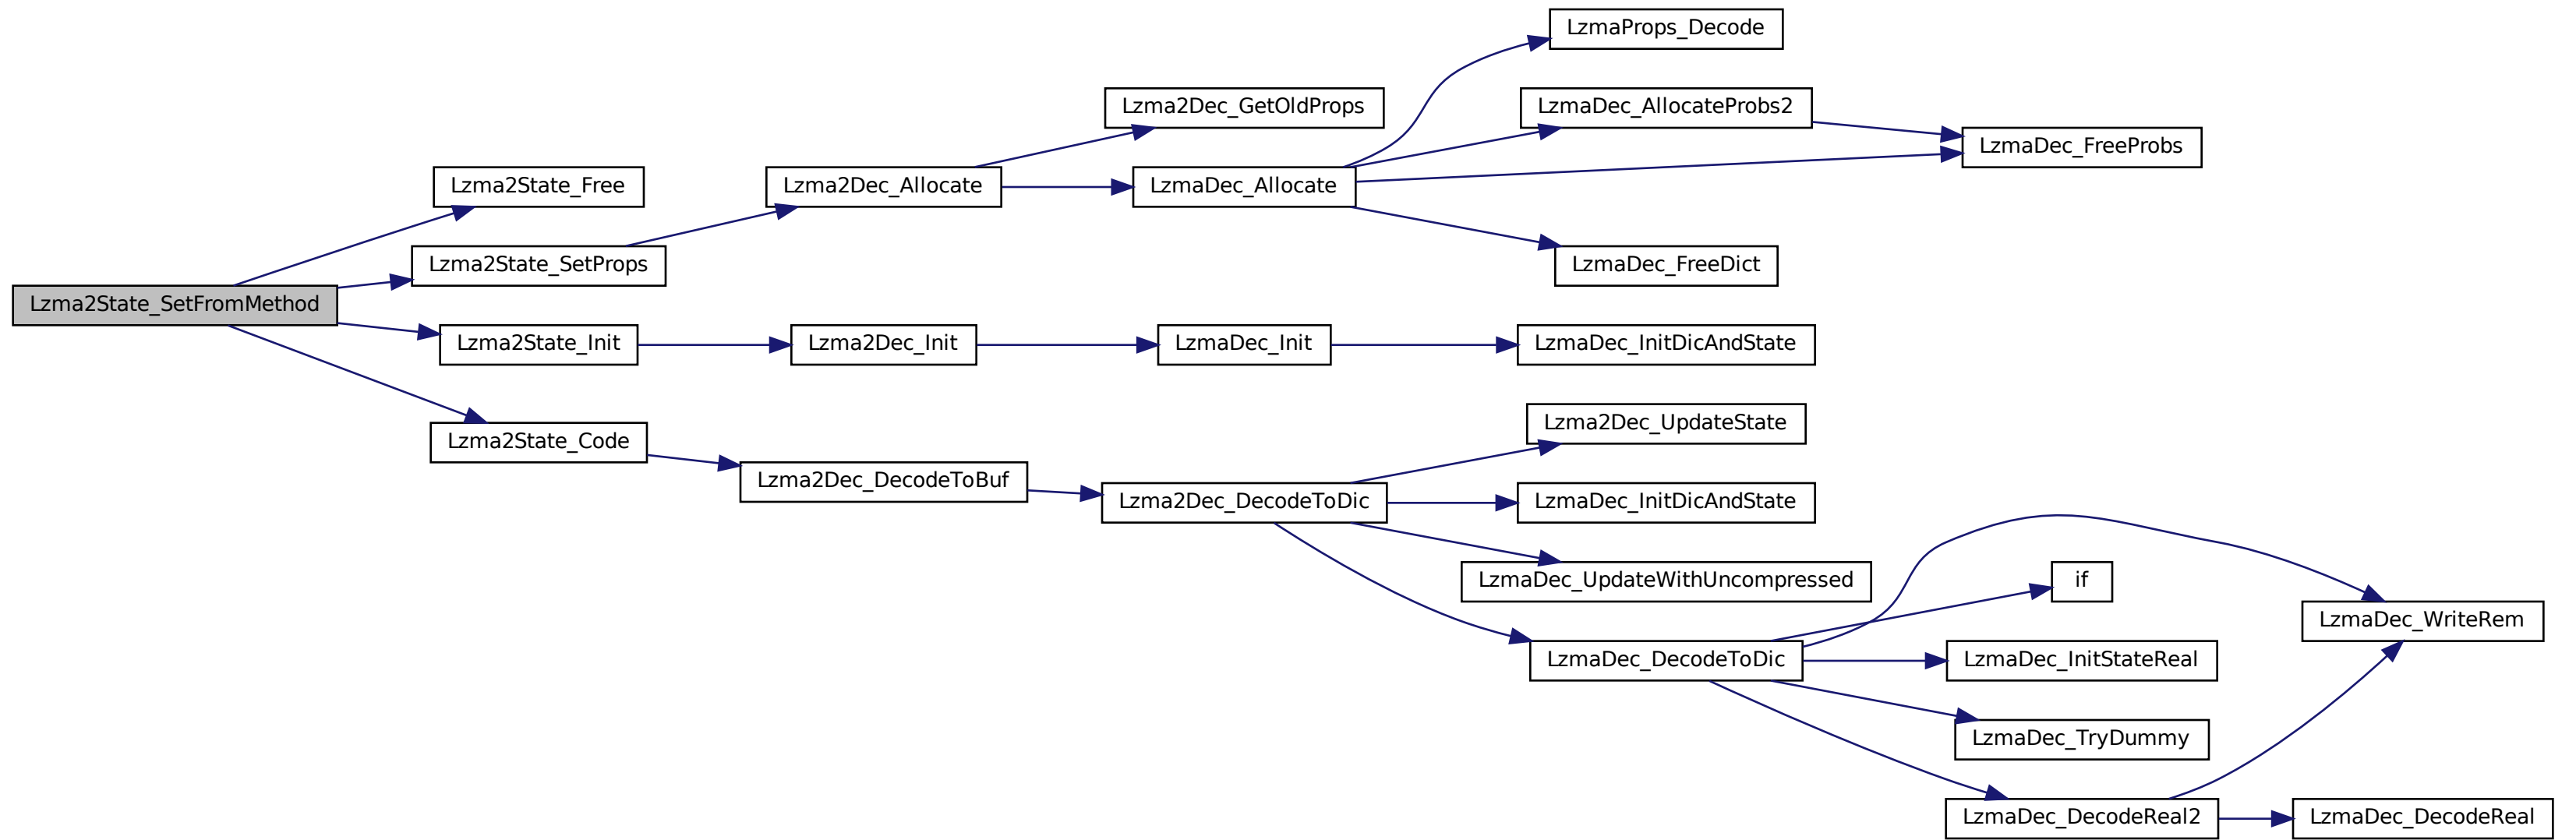 LzmaProps_Decode
Lzma2Dec_GetOldProps
LzmaDec_AllocateProbs2
LzmaDec_FreeProbs
Lzma2State_Free
Lzma2Dec_Allocate
LzmaDec_Allocate
Lzma2State_SetProps
LzmaDec_FreeDict
Lzma2State_SetFromMethod
Lzma2State_Init
Lzma2Dec_Init
LzmaDec_Init
LzmaDec_InitDicAndState
Lzma2State_Code
Lzma2Dec_UpdateState
Lzma2Dec_DecodeToBuf
Lzma2Dec_DecodeToDic
LzmaDec_InitDicAndState
LzmaDec_UpdateWithUncompressed
if
LzmaDec_WriteRem
LzmaDec_DecodeToDic
LzmaDec_InitStateReal
LzmaDec_TryDummy
LzmaDec_DecodeReal2
LzmaDec_DecodeReal